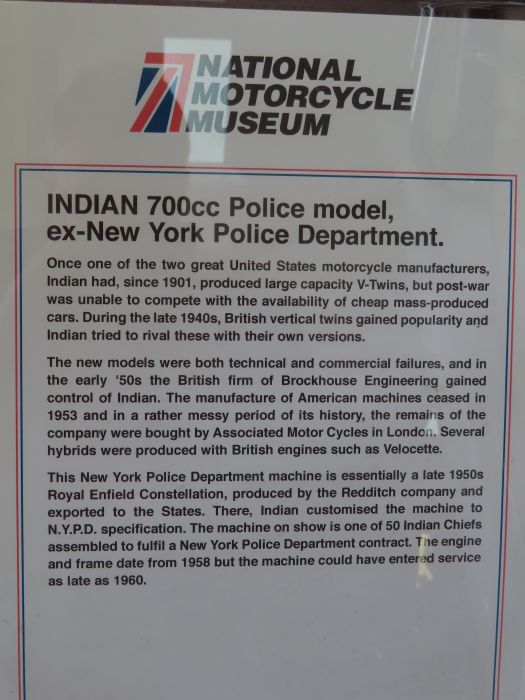 NATIONAL
MOTORCYCLE
MUSEUM
INDIAN 700cc Police model,
ex-New York Police Department.
Once one of the two great United States motorcycle manufacturers,
Indian had, since 1901, produced large capacity V-Twins, but post-war
was unable to compete with the availability of cheap mass-produced
cars. During the late 1940s, British vertical twins gained popularity and
Indian tried to rival these with their own versions.
The new models were both technical and commercial failures, and in
the early ‘50s the British firm of Brockhouse Engineering gained
control of Indian. The manufacture of American machines ceased in
1953 and in a rather messy period of its history, the remains of the
company were bought by Associated Motor Cycles in London. Several
hybrids were produced with British engines such as Velocette.
This New York Police Department machine is essentially a late 1950s
Royal Enfield Constellation, produced by the Redditch company and
exported to the States. There, Indian customised the machine to
N.Y.P.D. specification. The machine on show is one of 50 Indian Chiefs
assembled to fulfil a New York Police Department contract. The engine
and frame date from 1958 but the machine could have entered service
as late as 1960.